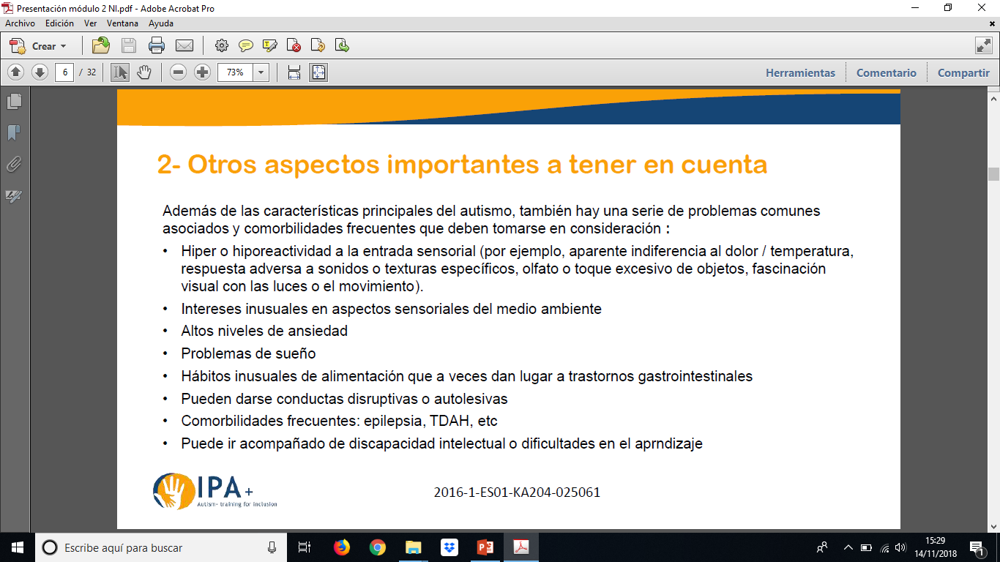 Presentación módulo 2 NI.pdf - Adobe Acrobat Pro
Archivo Edición Ver Ventana Ayuda
Crear
6 / 32 73% Herramientas Comentario Compartir
2- Otros aspectos importantes a tener en cuenta
Además de las características principales del autismo, también hay una serie de problemas comunes
asociados y comorbilidades frecuentes que deben tomarse en consideración :
• Hiper o hiporeactividad a la entrada sensorial (por ejemplo, aparente indiferencia al dolor / temperatura,
respuesta adversa a sonidos o texturas específicos, olfato o toque excesivo de objetos, fascinación
visual con las luces o el movimiento).
• Intereses inusuales en aspectos sensoriales del medio ambiente
• Altos niveles de ansiedad
• Problemas de sueño
• Hábitos inusuales de alimentación que a veces dan lugar a trastornos gastrointestinales
• Pueden darse conductas disruptivas o autolesivas
• Comorbilidades frecuentes: epilepsia, TDAH, etc
• Puede ir acompañado de discapacidad intelectual o dificultades en el aprndizaje
IPA+
Autism- training for inclusion
2016-1-ES01-KA204-025061
Escribe aquí para buscar
15:29
14/11/2018
1